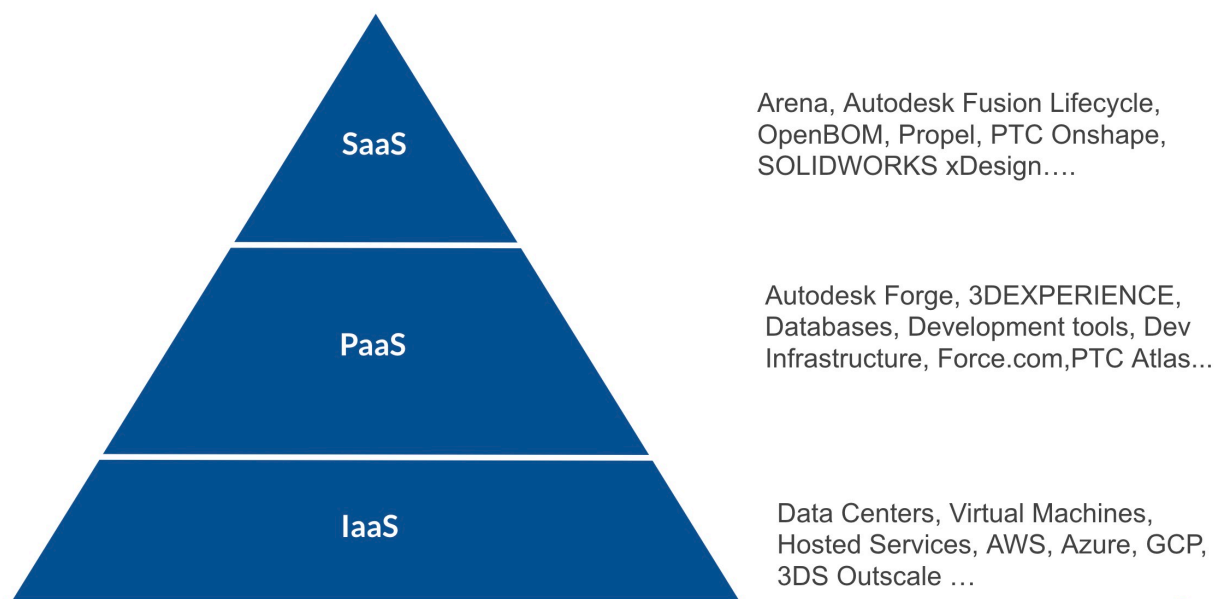 SaaS
Arena, Autodesk Fusion Lifecycle,
OpenBOM, Propel, PTC Onshape,
SOLIDWORKS xDesign....
PaaS
Autodesk Forge, 3DEXPERIENCE,
Databases, Development tools, Dev
Infrastructure, Force.com,PTC Atlas...
IaaS
Data Centers, Virtual Machines,
Hosted Services, AWS, Azure, GCP,
3DS Outscale ...